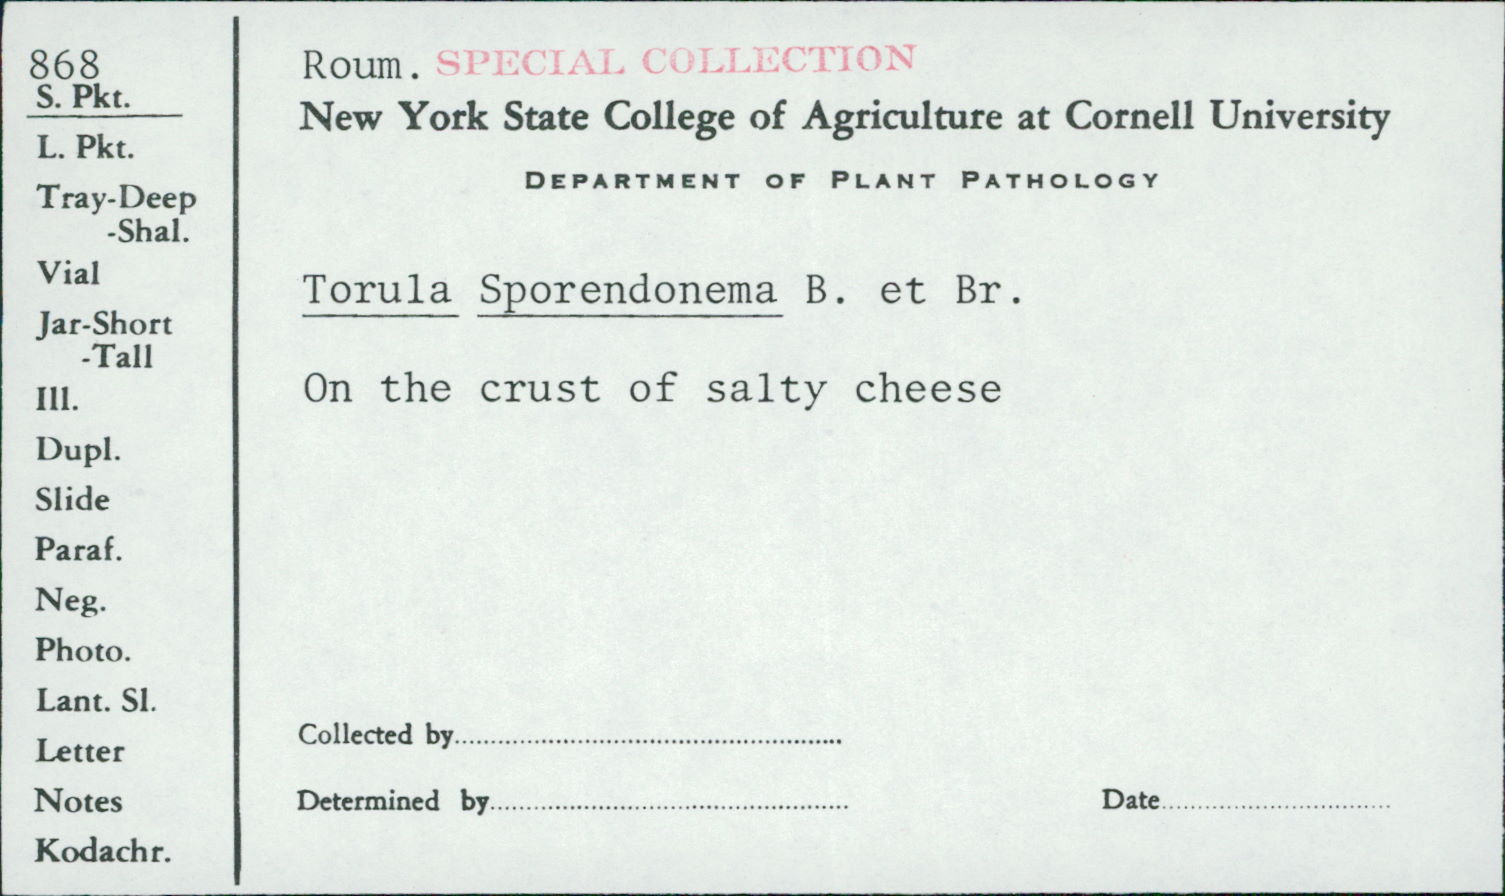 868
S. Pkt.
L. Pkt.
Tray-Deep
-Shal.
Vial
Jar-Short
-Tall
Ill.
Dupl.
Slide
Paraf.
Neg.
Photo.
Lant. Sl.
Letter
Notes
Kodachr.
Roum. SPECIAL COLLECTION
New York State College of Agriculture at Cornell University
DEPARTMENT OF PLANT PATHOLOGY
Torula Sporendonema B. et Br.
On the crust of salty cheese
Collected by
Determined by
Date